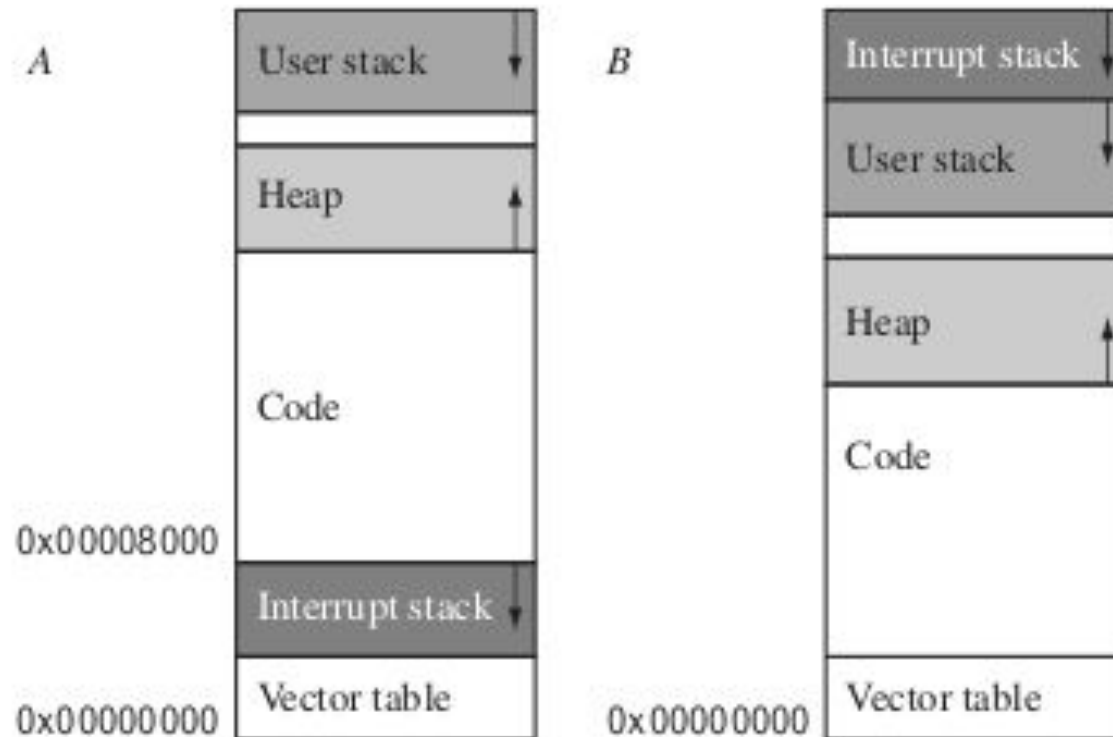 A
User stack
Heap
Code
0x00008000
Interrupt stack
Vector table
0x00000000
B
Interrupt stack
User stack
Heap
Code
Vector table
0x00000000